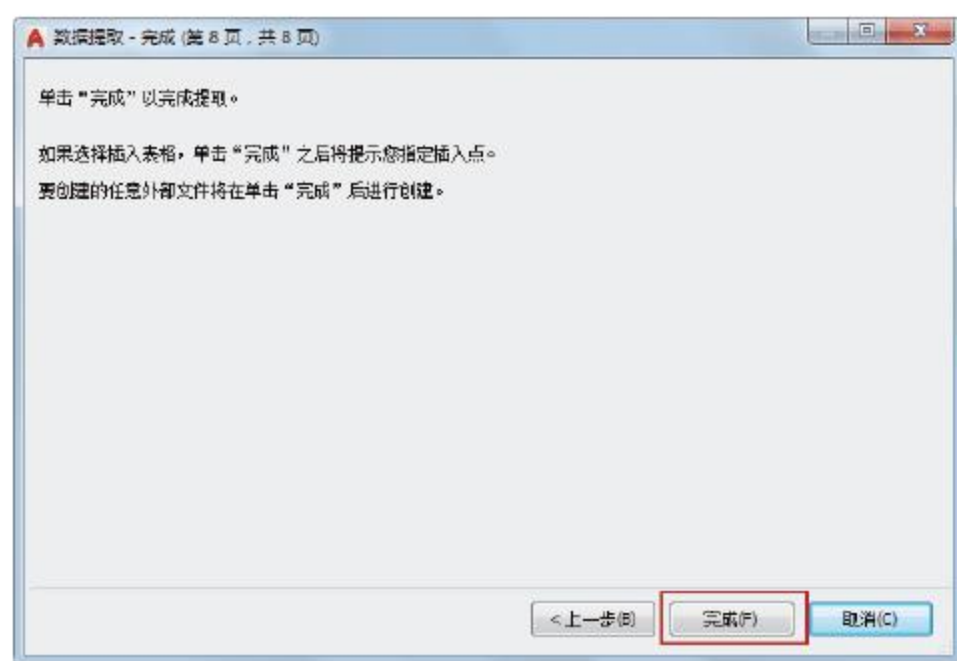 数据提取 - 完成 (第 8 页 , 共 8 页)
单击“完成”以完成提取。
如果选择插入表格，单击“完成”之后将提示您指定插入点。
要创建的任意外部文件将在单击“完成”后进行创建。
<上一步(B) 完成(F) 取消(C)